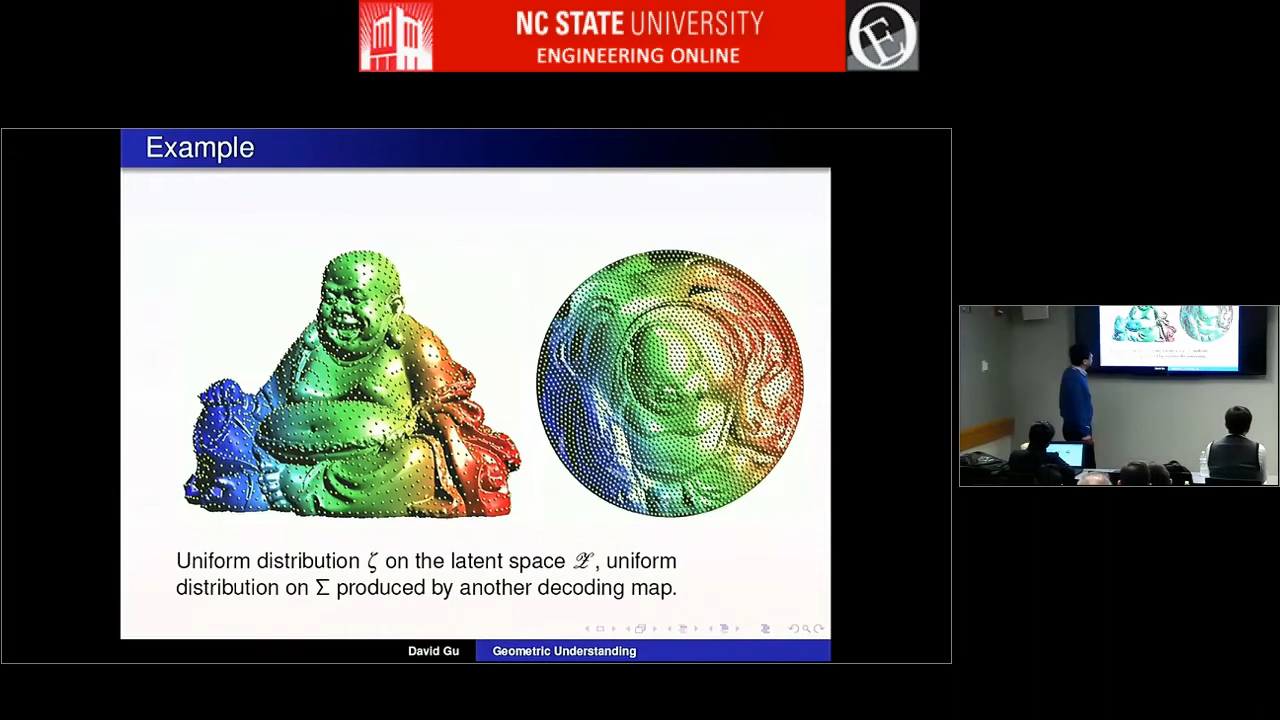 NC STATE UNIVERSITY
ENGINEERING ONLINE
Example
Uniform distribution ζ on the latent space 𝒵, uniform
distribution on Σ produced by another decoding map.
David Gu
Geometric Understanding